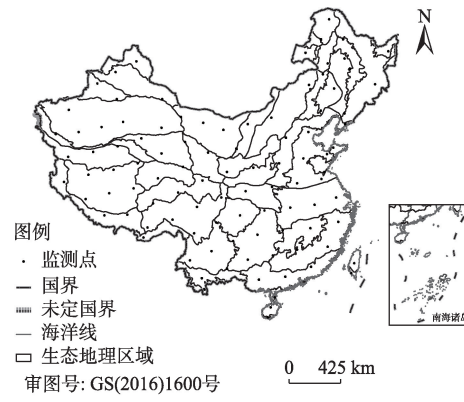 N
图例
监测点
国界
未定国界
海洋线
生态地理区域
审图号: GS(2016)1600号
0 425 km
南海诸岛